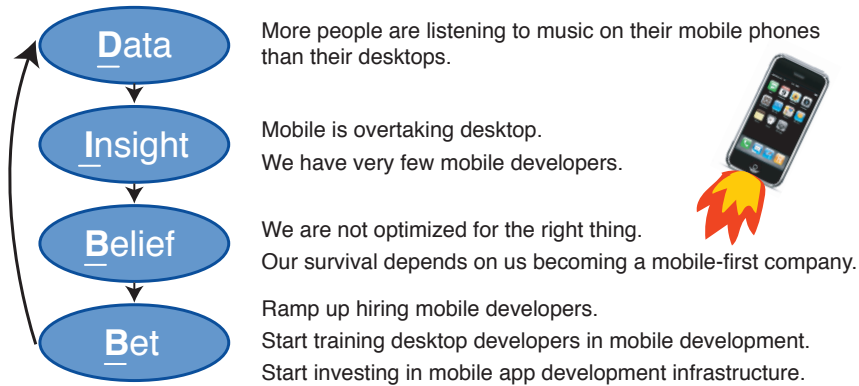 Data
More people are listening to music on their mobile phones
than their desktops.
Insight
Mobile is overtaking desktop.
We have very few mobile developers.
Belief
We are not optimized for the right thing.
Our survival depends on us becoming a mobile-first company.
Bet
Ramp up hiring mobile developers.
Start training desktop developers in mobile development.
Start investing in mobile app development infrastructure.